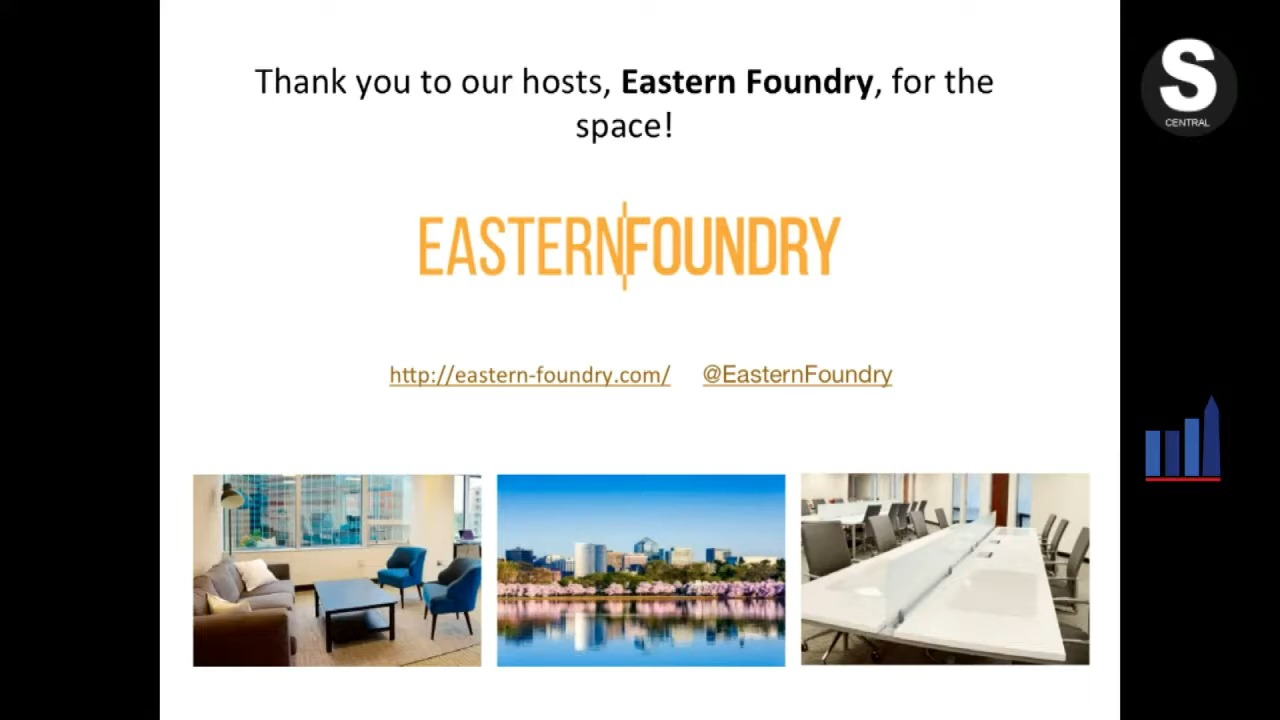 Thank you to our hosts, Eastern Foundry, for the
space!
S
CENTRAL
EASTERNFOUNDRY
http://eastern-foundry.com/ @EasternFoundry